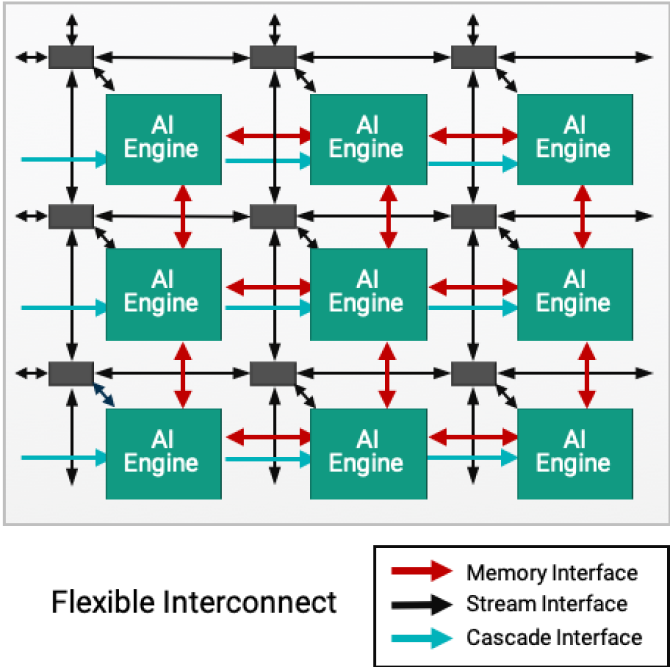 AI
Engine
AI
Engine
AI
Engine
AI
Engine
AI
Engine
AI
Engine
AI
Engine
AI
Engine
AI
Engine
Flexible Interconnect
Memory Interface
Stream Interface
Cascade Interface